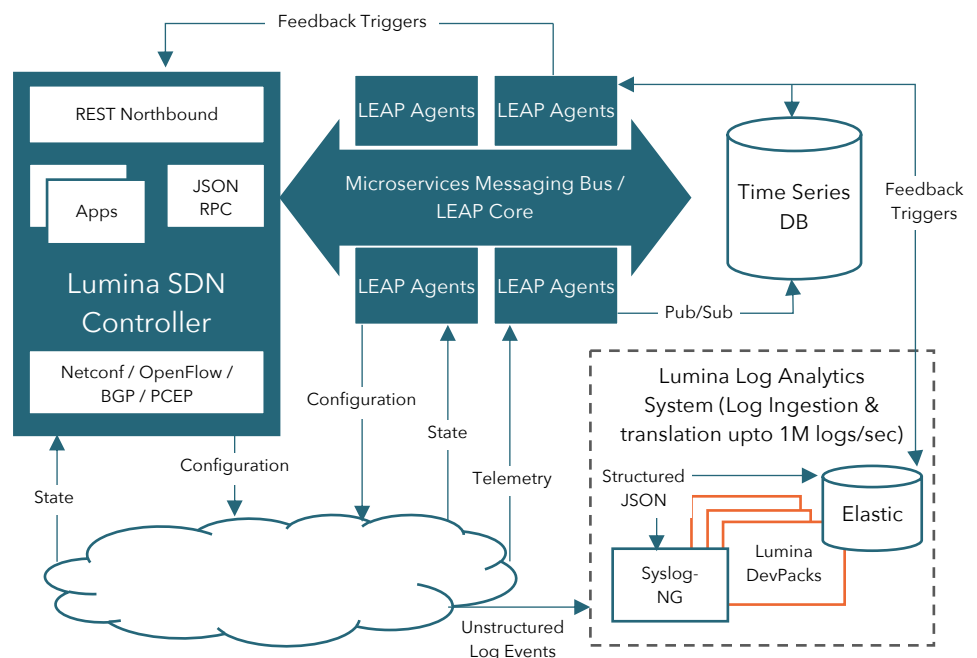 Feedback Triggers
REST Northbound
Apps
JSON
RPC
Lumina SDN
Controller
Netconf / OpenFlow /
BGP / PCEP
LEAP Agents
LEAP Agents
Microservices Messaging Bus /
LEAP Core
LEAP Agents
LEAP Agents
Time Series
DB
Feedback
Triggers
Pub/Sub
Configuration
State
Telemetry
Configuration
State
Lumina Log Analytics
System (Log Ingestion &
translation upto 1M logs/sec)
Structured
JSON
Elastic
Syslog-
NG
Lumina
DevPacks
Unstructured
Log Events